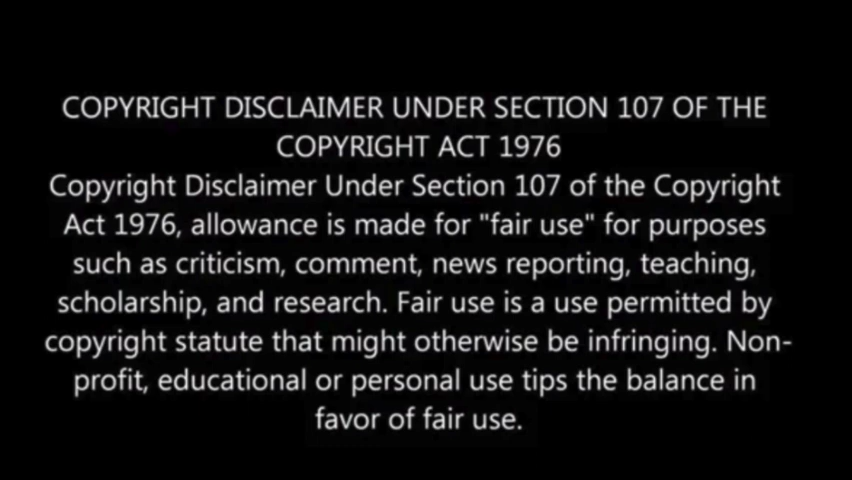 COPYRIGHT DISCLAIMER UNDER SECTION 107 OF THE
COPYRIGHT ACT 1976
Copyright Disclaimer Under Section 107 of the Copyright
Act 1976, allowance is made for "fair use" for purposes
such as criticism, comment, news reporting, teaching,
scholarship, and research. Fair use is a use permitted by
copyright statute that might otherwise be infringing. Non-
profit, educational or personal use tips the balance in
favor of fair use.